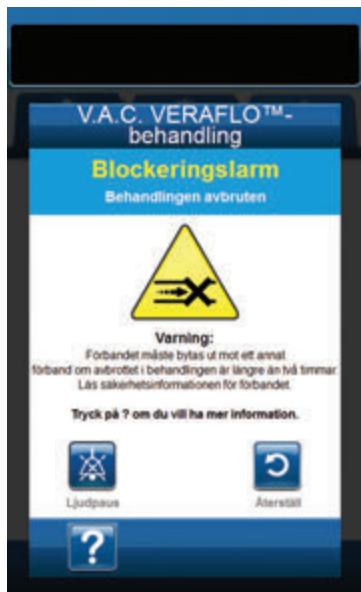 V.A.C. VERAFLO™-
behandling
Blockeringslarm
Behandlingen avbruten
Varning:
Förbandet måste bytas ut mot ett annat
förband om avbrottet i behandlingen är längre än två timmar.
Läs säkerhetsinformationen för förbandet.
Tryck på ? om du vill ha mer information.
Ljudpaus
Återställ
?